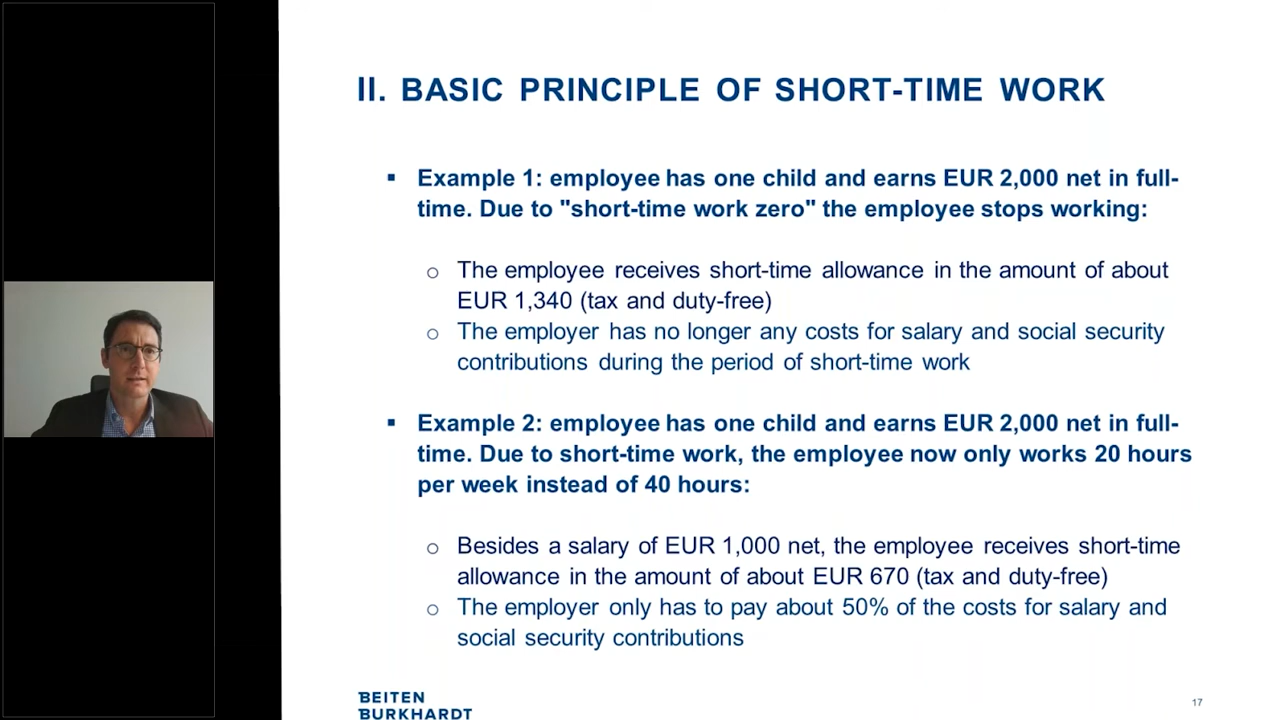 II. BASIC PRINCIPLE OF SHORT-TIME WORK
▪ Example 1: employee has one child and earns EUR 2,000 net in full-
time. Due to "short-time work zero" the employee stops working:
o The employee receives short-time allowance in the amount of about
EUR 1,340 (tax and duty-free)
o The employer has no longer any costs for salary and social security
contributions during the period of short-time work
▪ Example 2: employee has one child and earns EUR 2,000 net in full-
time. Due to short-time work, the employee now only works 20 hours
per week instead of 40 hours:
o Besides a salary of EUR 1,000 net, the employee receives short-time
allowance in the amount of about EUR 670 (tax and duty-free)
o The employer only has to pay about 50% of the costs for salary and
social security contributions
BEITEN
BURKHARDT
17